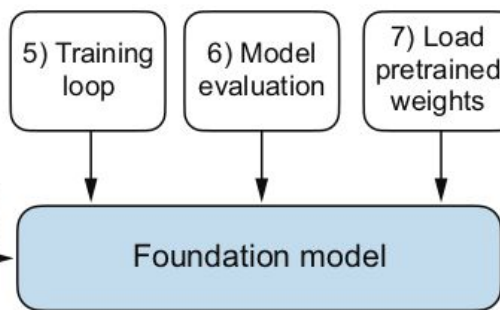 5) Training
loop
6) Model
evaluation
7) Load
pretrained
weights
Foundation model